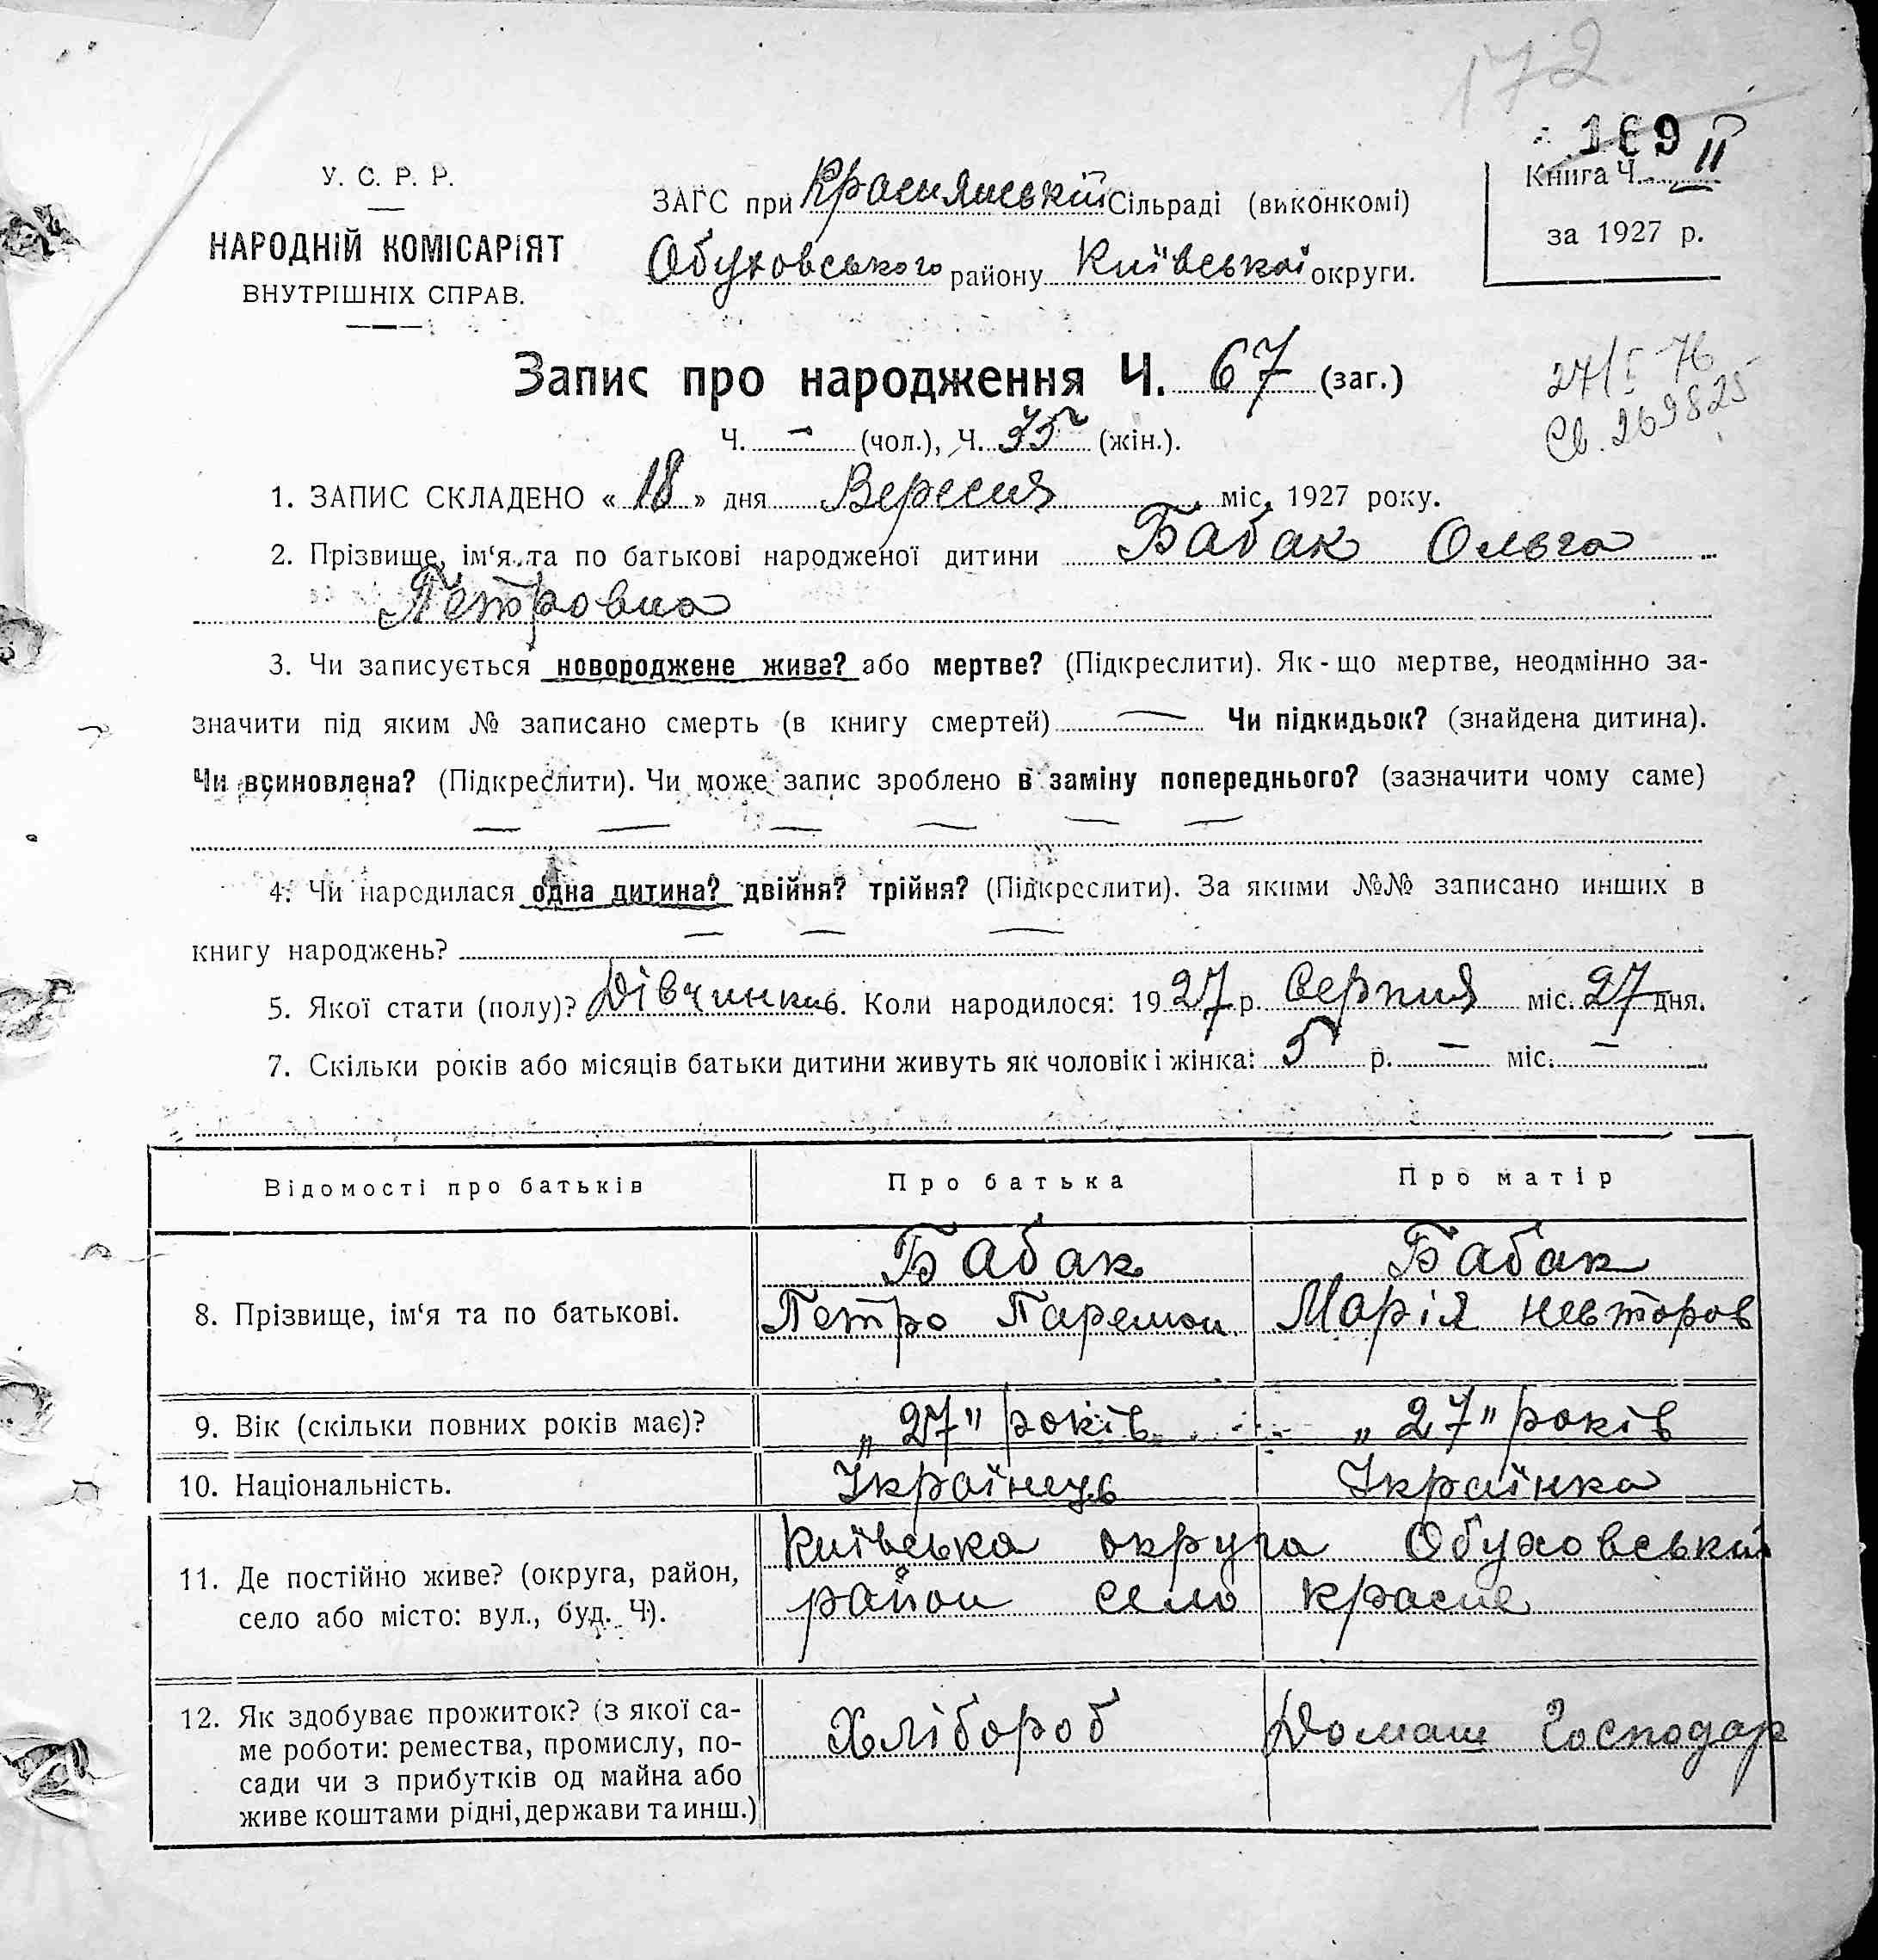 172
169
У. С. Р. Р.
НАРОДНІЙ КОМІСАРІЯТ
ВНУТРІШНІХ СПРАВ.
ЗАГС при Краснянській Сільраді (виконкомі)
Обуховського району Київської округи.
Книга Ч. II
за 1927 р.
Запис про народження Ч. 67 (заг.)
Ч. — (чол.), Ч. 35 (жін.).
27/I 76
Св. 269825
1. ЗАПИС СКЛАДЕНО « 18 » дня Вересня міс. 1927 року.
2. Прізвище, ім‘я та по батькові народженої дитини Бабак Ольга
Петровна
3. Чи записується новороджене живе? або мертве? (Підкреслити). Як-що мертве, неодмінно за-
значити під яким № записано смерть (в книгу смертей) — Чи підкидьок? (знайдена дитина).
Чи всиновлена? (Підкреслити). Чи може запис зроблено в заміну попереднього? (зазначити чому саме)
— — — — — —
4. Чи народилася одна дитина? двійня? трійня? (Підкреслити). За якими №№ записано инших в
книгу народжень? — — —
5. Якої стати (полу)? Дівчинка 6. Коли народилося: 1927 р. Серпня міс. 27 дня.
7. Скільки років або місяців батьки дитини живуть як чоловік і жінка: 5 р. — міс. —
Відомості про батьків Про батька Про матір
8. Прізвище, ім‘я та по батькові.
Бабак Бабак
Петро Паремон Марія невторов
9. Вік (скільки повних років має)? „27" років „27" років
10. Національність. Українець Українка
11. Де постійно живе? (округа, район,
село або місто: вул., буд. Ч).
Київська округа Обуховський
район село красне
12. Як здобуває прожиток? (з якої са-
ме роботи: ремества, промислу, по-
сади чи з прибутків од майна або
живе коштами рідні, держави та инш.)
Хлібороб Домаш Господар